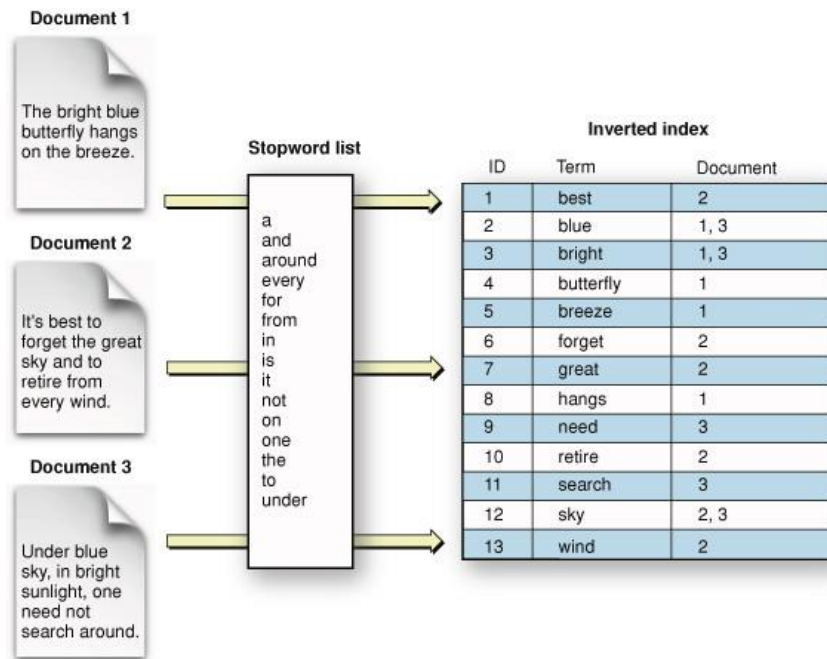 Document 1
The bright blue
butterfly hangs
on the breeze.
Document 2
It's best to
forget the great
sky and to
retire from
every wind.
Document 3
Under blue
sky, in bright
sunlight, one
need not
search around.
Stopword list
a
and
around
every
for
from
in
is
it
not
on
one
the
to
under
Inverted index
ID Term Document
1 best 2
2 blue 1, 3
3 bright 1, 3
4 butterfly 1
5 breeze 1
6 forget 2
7 great 2
8 hangs 1
9 need 3
10 retire 2
11 search 3
12 sky 2, 3
13 wind 2